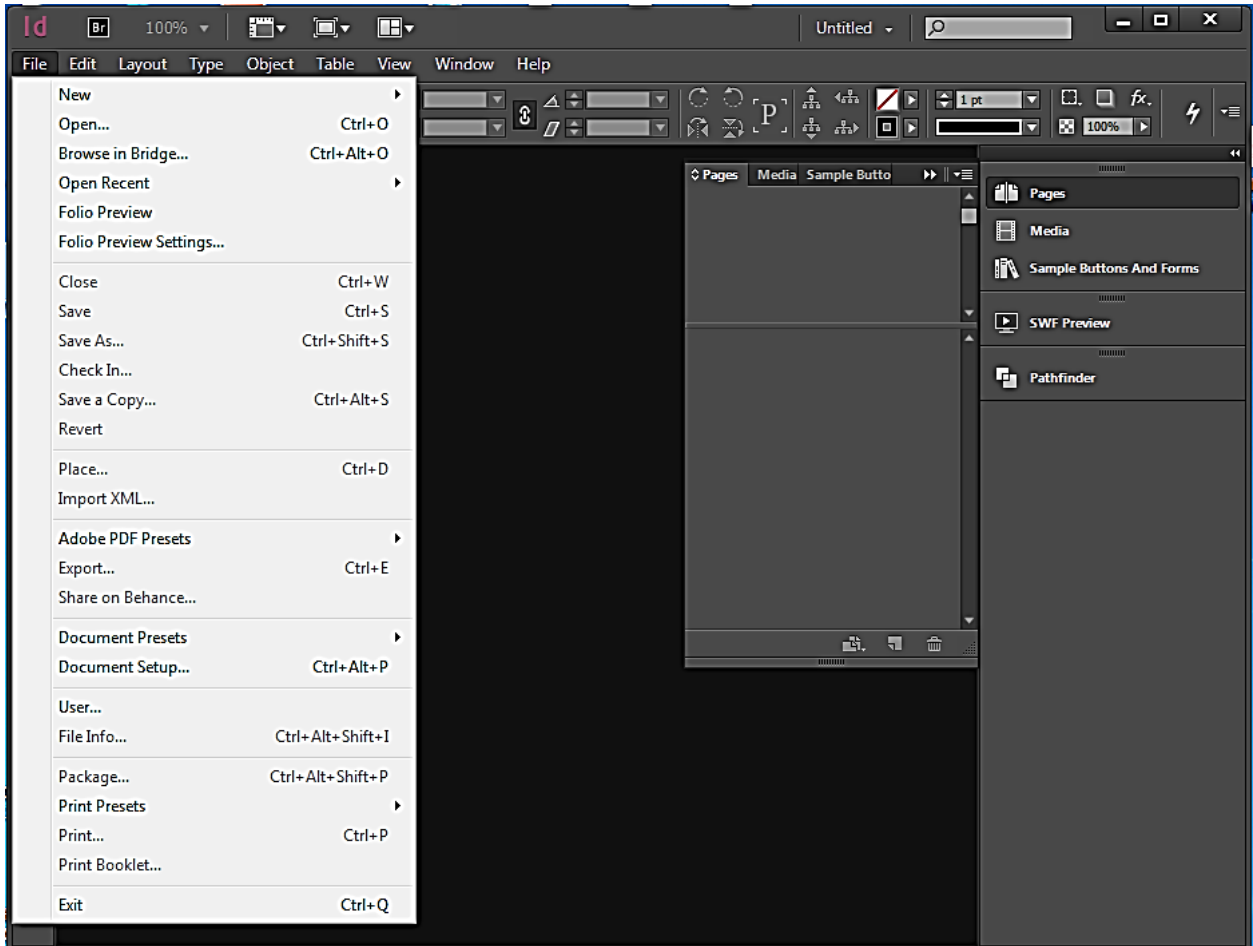 Id Br 100% Untitled
File Edit Layout Type Object Table View Window Help
New
Open... Ctrl+O
Browse in Bridge... Ctrl+Alt+O
Open Recent
Folio Preview
Folio Preview Settings...
Close Ctrl+W
Save Ctrl+S
Save As... Ctrl+Shift+S
Check In...
Save a Copy... Ctrl+Alt+S
Revert
Place... Ctrl+D
Import XML...
Adobe PDF Presets
Export... Ctrl+E
Share on Behance...
Document Presets
Document Setup... Ctrl+Alt+P
User...
File Info... Ctrl+Alt+Shift+I
Package... Ctrl+Alt+Shift+P
Print Presets
Print... Ctrl+P
Print Booklet...
Exit Ctrl+Q
P 1 pt fx.
100%
Pages Media Sample Butto
Pages
Media
Sample Buttons And Forms
SWF Preview
Pathfinder